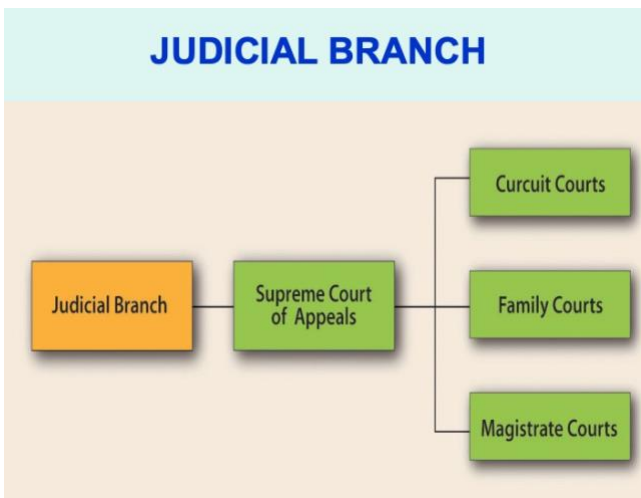 JUDICIAL BRANCH
Judicial Branch
Supreme Court
of Appeals
Curcuit Courts
Family Courts
Magistrate Courts